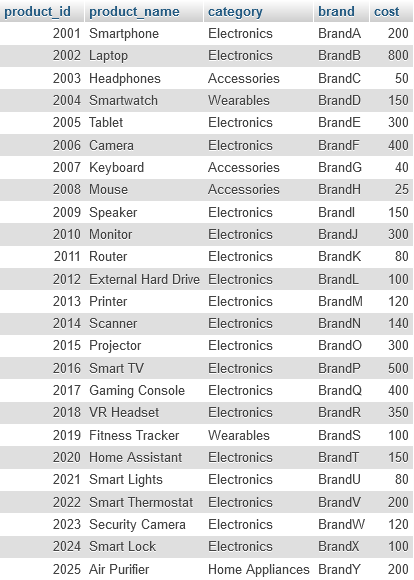 product_id product_name category brand cost
2001 Smartphone Electronics BrandA 200
2002 Laptop Electronics BrandB 800
2003 Headphones Accessories BrandC 50
2004 Smartwatch Wearables BrandD 150
2005 Tablet Electronics BrandE 300
2006 Camera Electronics BrandF 400
2007 Keyboard Accessories BrandG 40
2008 Mouse Accessories BrandH 25
2009 Speaker Electronics BrandI 150
2010 Monitor Electronics BrandJ 300
2011 Router Electronics BrandK 80
2012 External Hard Drive Electronics BrandL 100
2013 Printer Electronics BrandM 120
2014 Scanner Electronics BrandN 140
2015 Projector Electronics BrandO 300
2016 Smart TV Electronics BrandP 500
2017 Gaming Console Electronics BrandQ 400
2018 VR Headset Electronics BrandR 350
2019 Fitness Tracker Wearables BrandS 100
2020 Home Assistant Electronics BrandT 150
2021 Smart Lights Electronics BrandU 80
2022 Smart Thermostat Electronics BrandV 200
2023 Security Camera Electronics BrandW 120
2024 Smart Lock Electronics BrandX 100
2025 Air Purifier Home Appliances BrandY 200